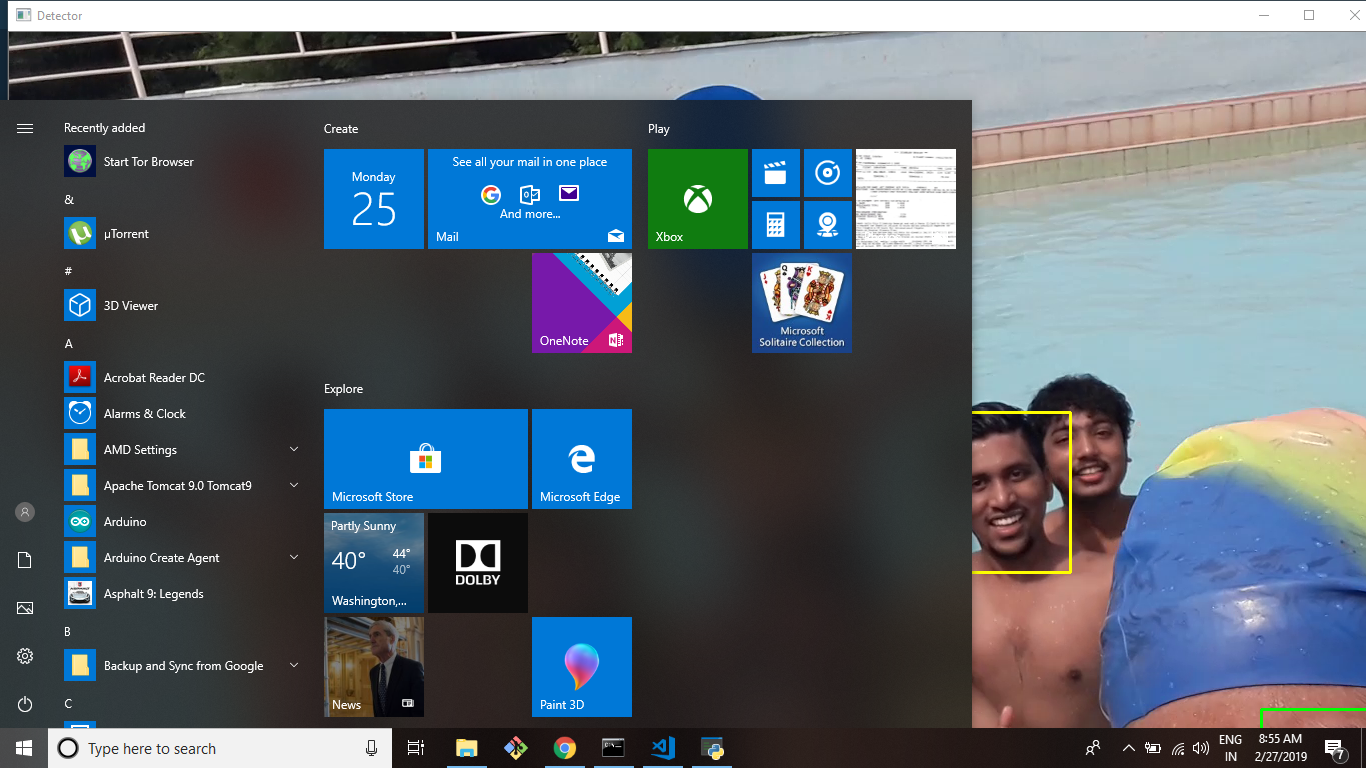 Detector
Recently added
Start Tor Browser
&
µTorrent
#
3D Viewer
A
Acrobat Reader DC
Alarms & Clock
AMD Settings
Apache Tomcat 9.0 Tomcat9
Arduino
Arduino Create Agent
Asphalt 9: Legends
B
Backup and Sync from Google
C
Create
Monday
25
See all your mail in one place
And more...
Mail
OneNote
Explore
Microsoft Store
Microsoft Edge
Partly Sunny
40° 44°
40°
Washington,...
DOLBY
News
Paint 3D
Play
Xbox
Microsoft
Solitaire Collection
Type here to search
ENG
IN
8:55 AM
2/27/2019
7